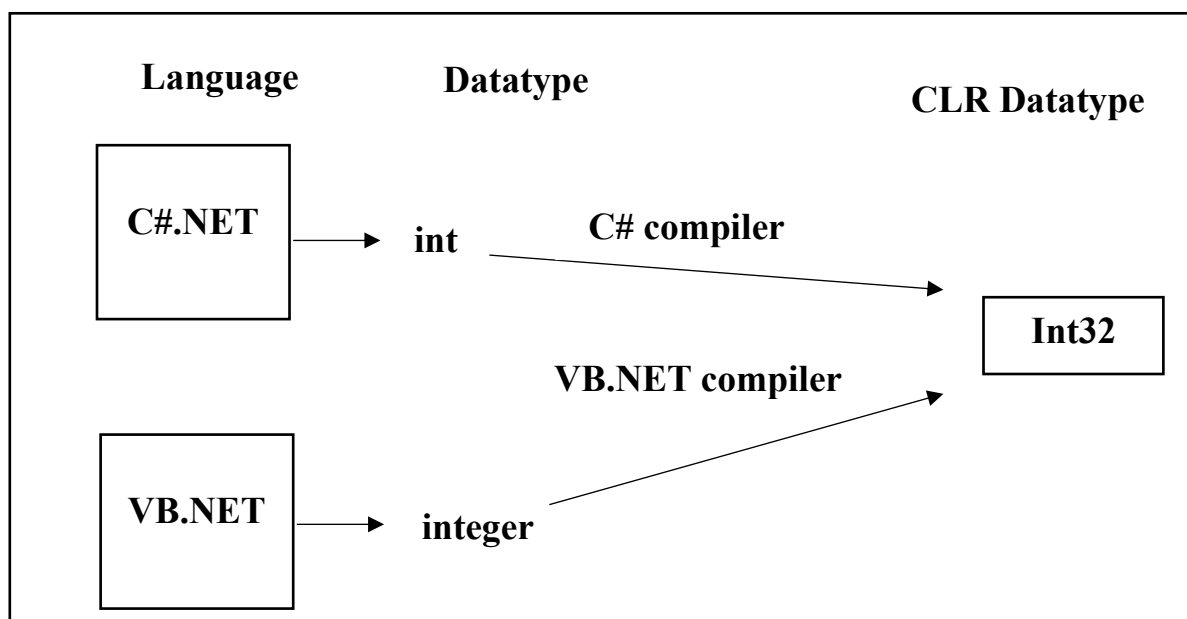 Language Datatype CLR Datatype
C#.NET int C# compiler
Int32
VB.NET compiler
VB.NET integer